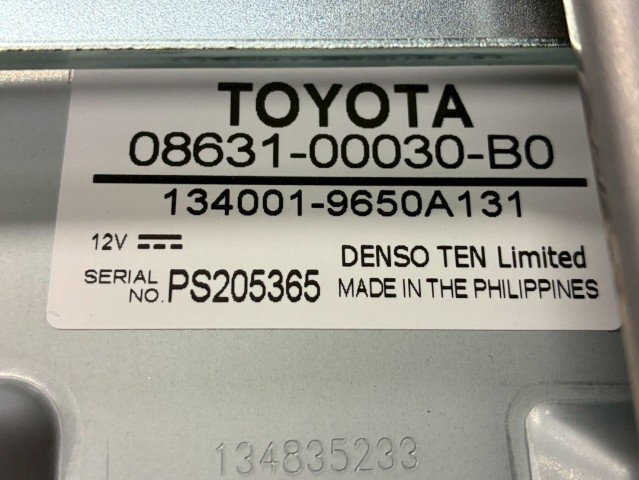 TOYOTA
08631-00030-B0
134001-9650A131
12V
DENSO TEN Limited
SERIAL NO. PS205365
MADE IN THE PHILIPPINES
134835233